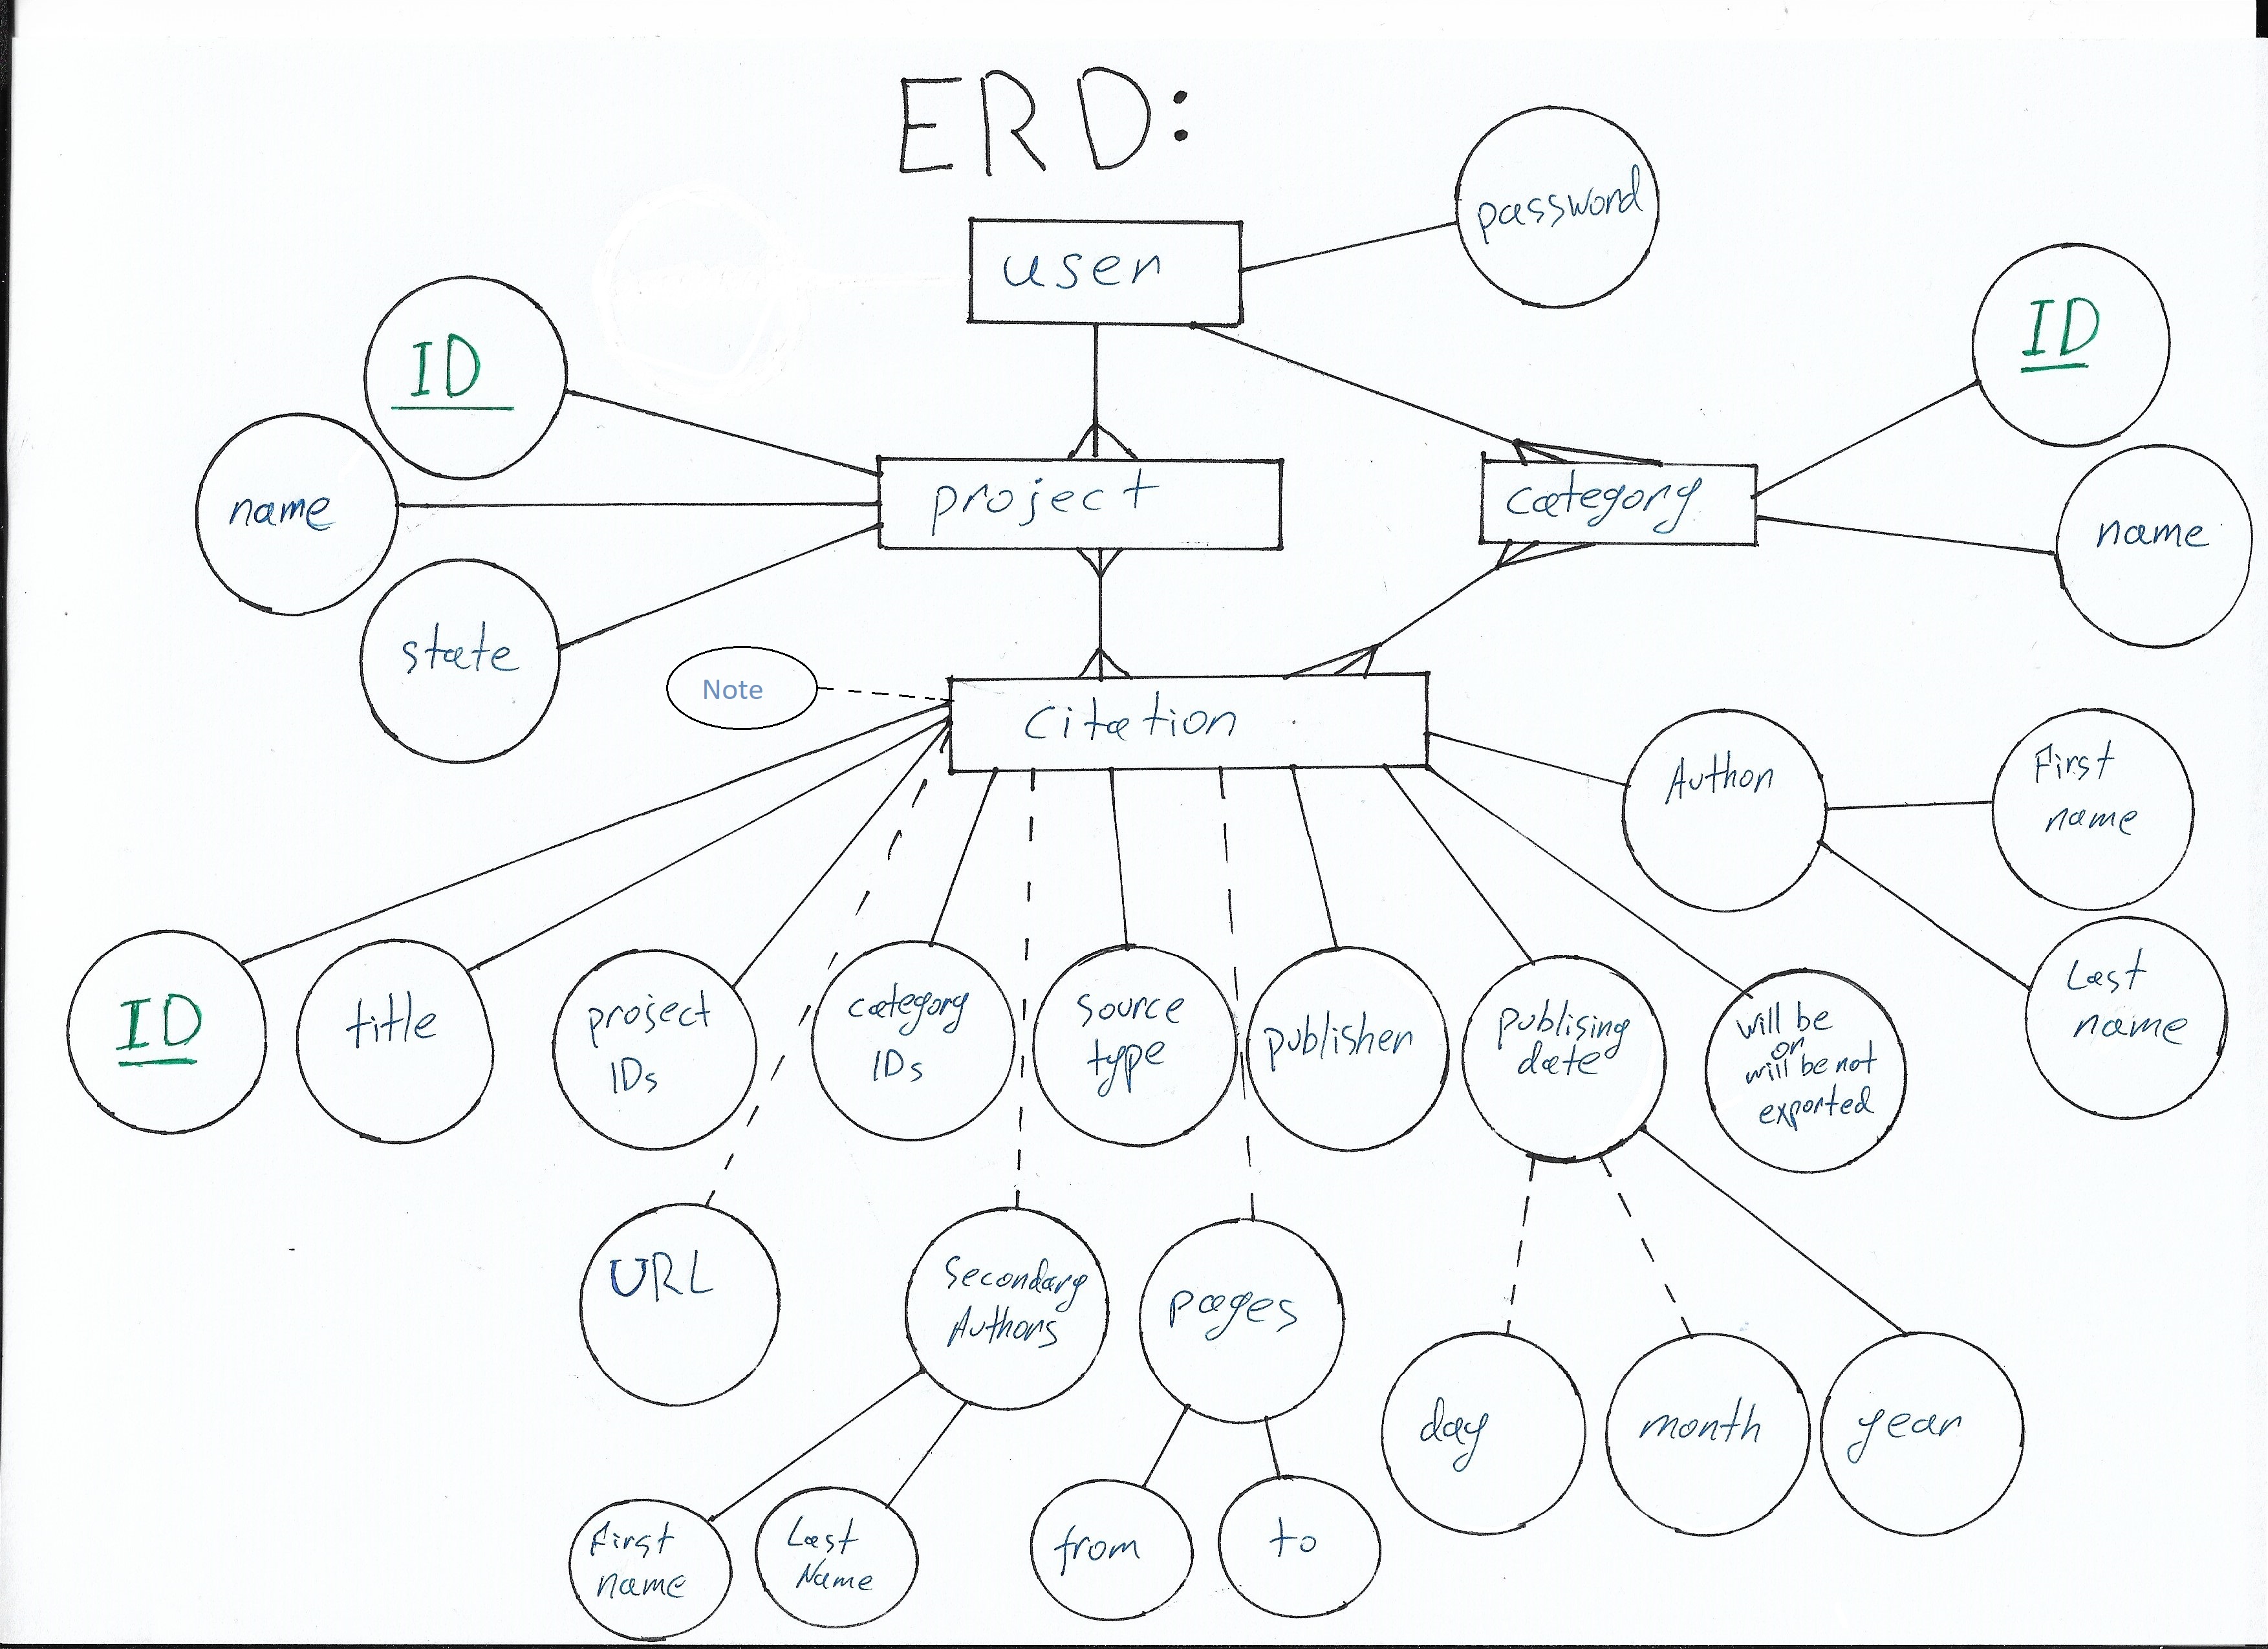 ERD:
password
user
ID
ID
name
project
category
name
state
Note
citation
Author
First
name
Last
name
ID
title
project
IDs
category
IDs
source
type
publisher
publising
date
will be
or
will be not
exported
URL
Secondary
Authors
pages
day
month
year
First
name
Last
Name
from
to